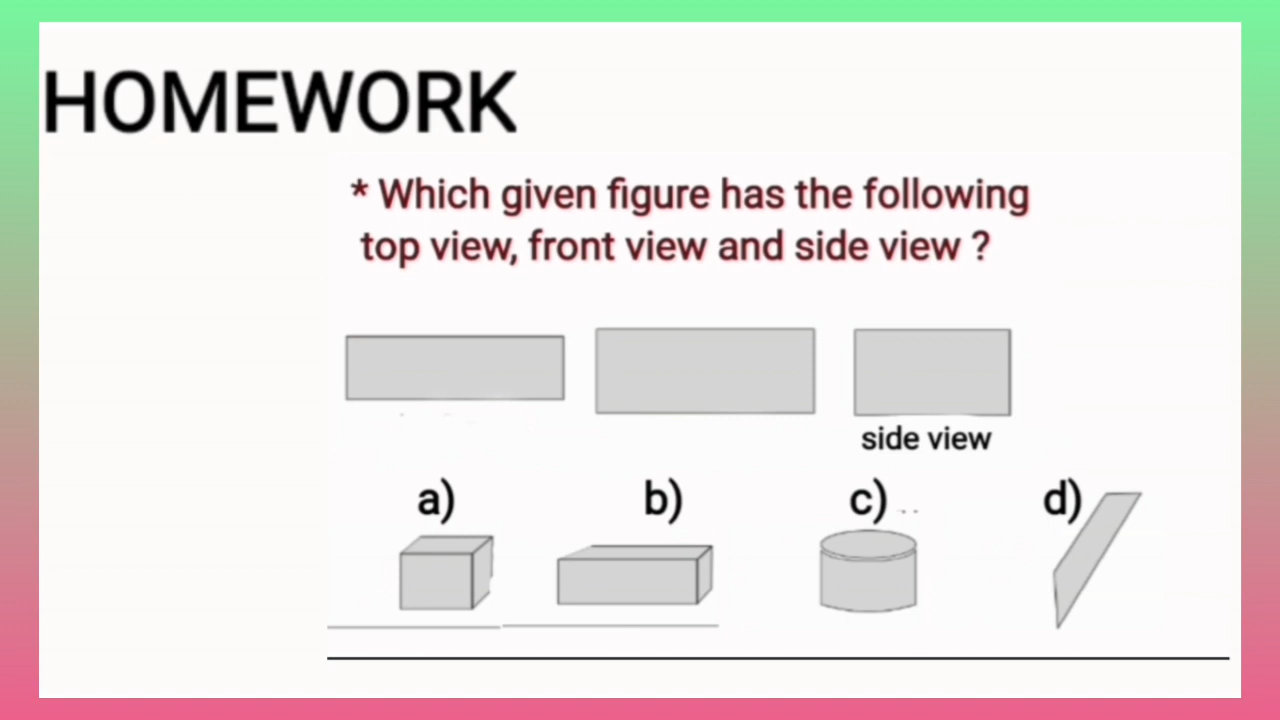 HOMEWORK
* Which given figure has the following
top view, front view and side view ?
side view
a) b) c) d)